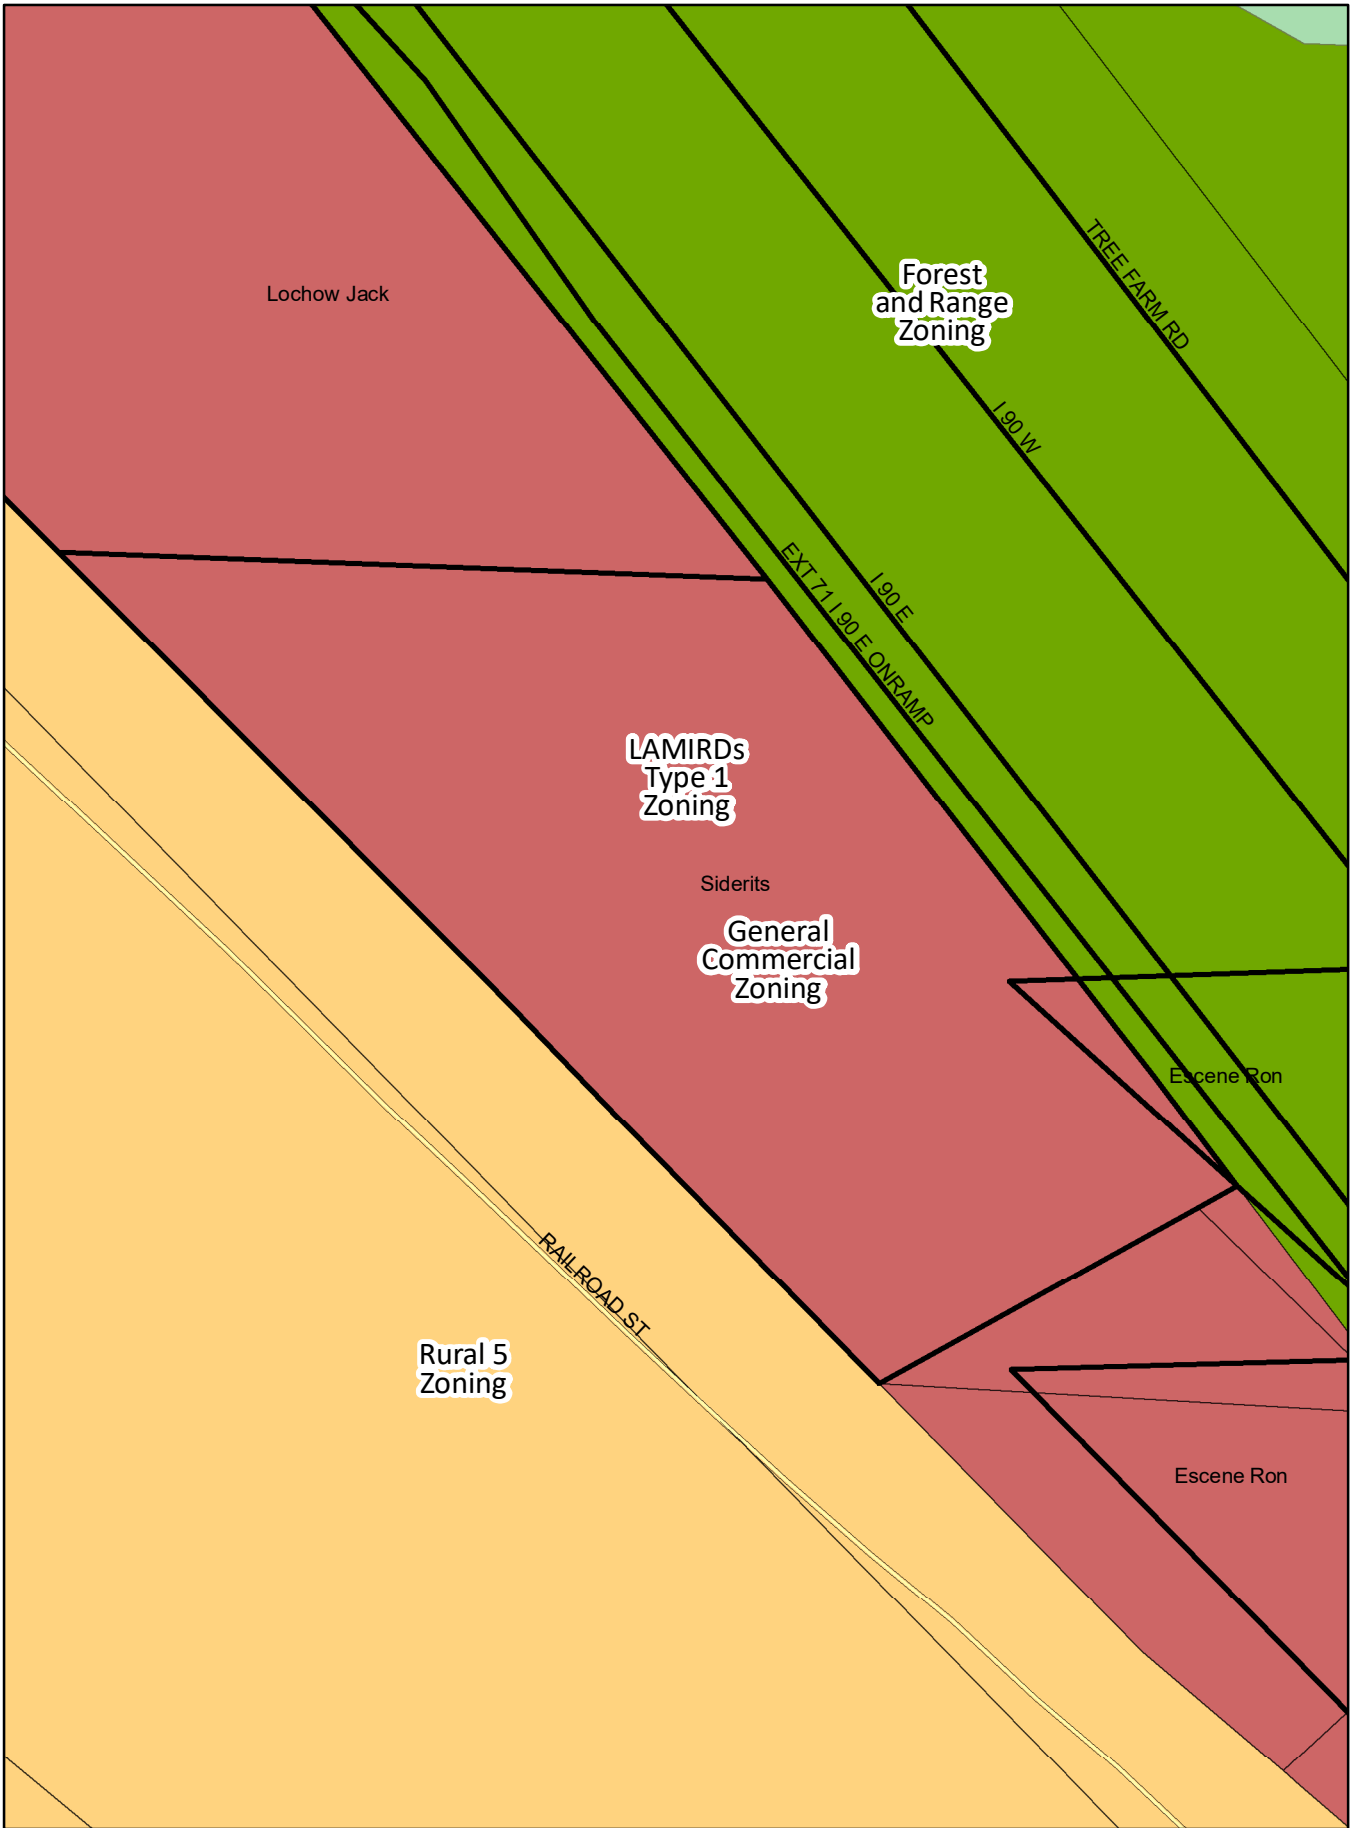 TREE FARM RD
Forest
and Range
Zoning
Lochow Jack
I 90 W
I 90 E
EXT 71 I 90 E ONRAMP
LAMIRDs
Type 1
Zoning
Siderits
General
Commercial
Zoning
Escene Ron
RAILROAD ST
Rural 5
Zoning
Escene Ron